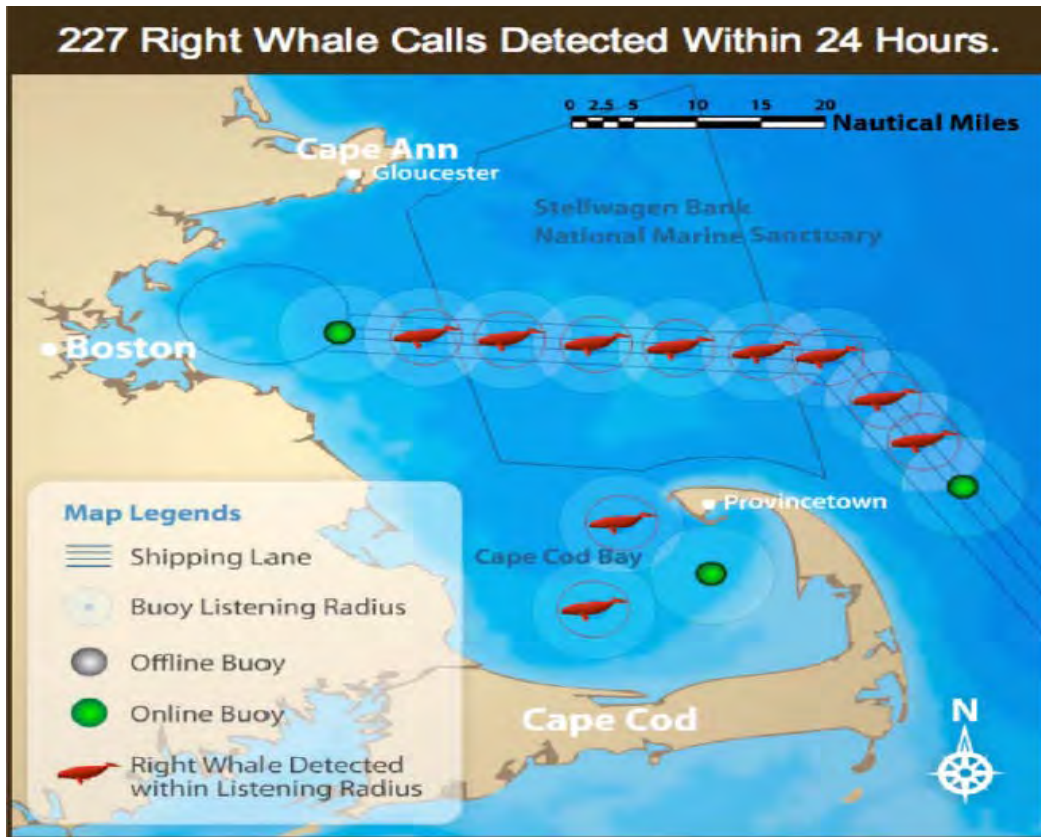 227 Right Whale Calls Detected Within 24 Hours.
0 2.5 5 10 15 20
Nautical Miles
Cape Ann
Gloucester
Stellwagen Bank
National Marine Sanctuary
Boston
Provincetown
Cape Cod Bay
Cape Cod
Map Legends
Shipping Lane
Buoy Listening Radius
Offline Buoy
Online Buoy
Right Whale Detected
within Listening Radius
N